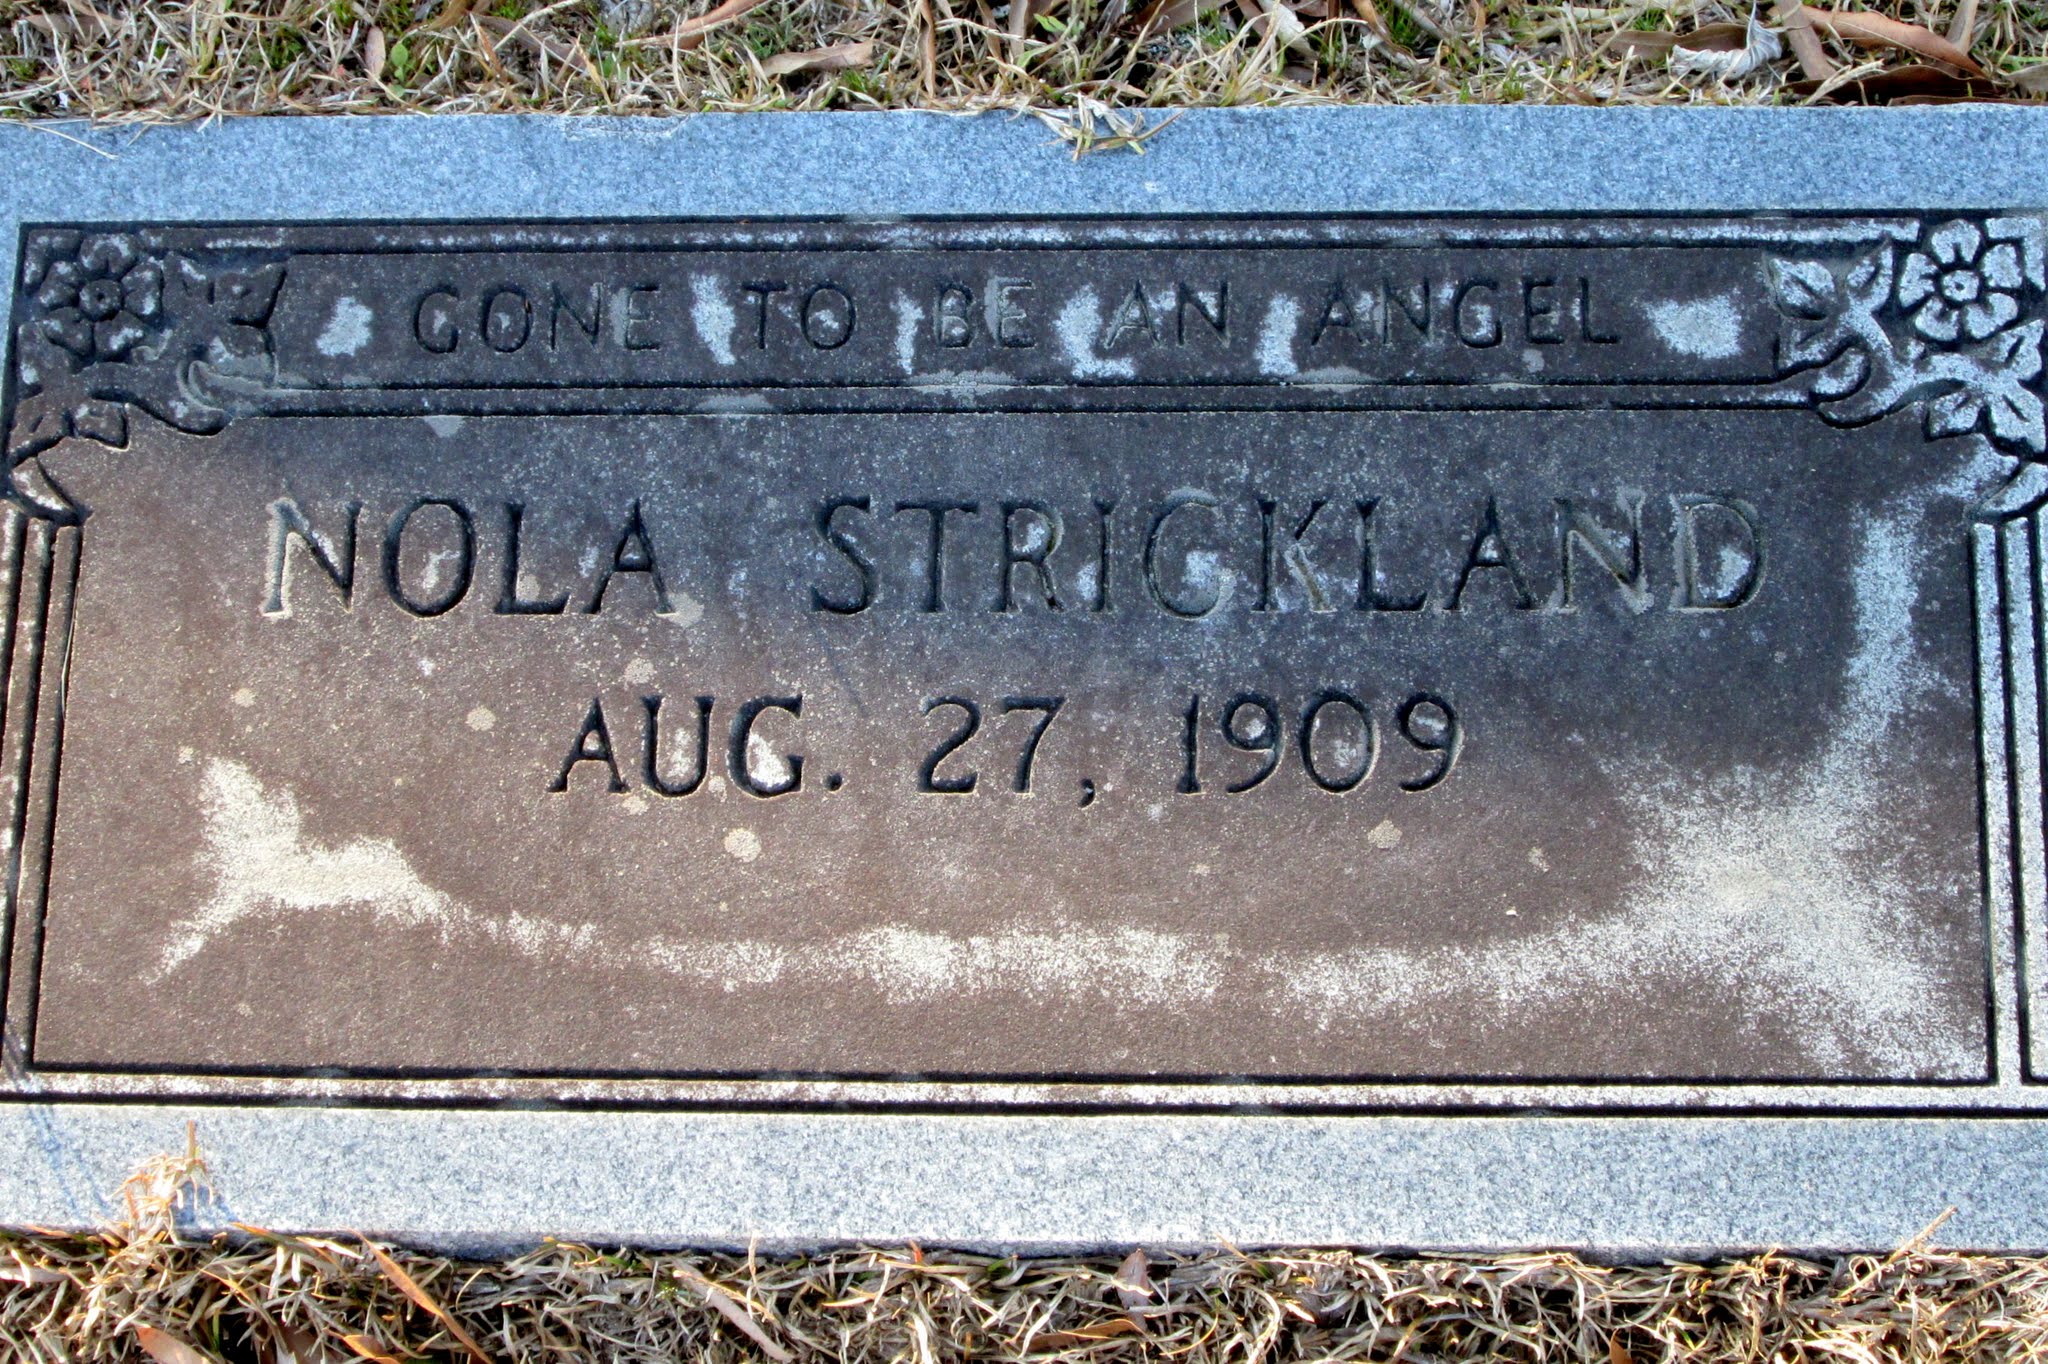 GONE TO BE AN ANGEL
NOLA STRICKLAND
AUG. 27, 1909